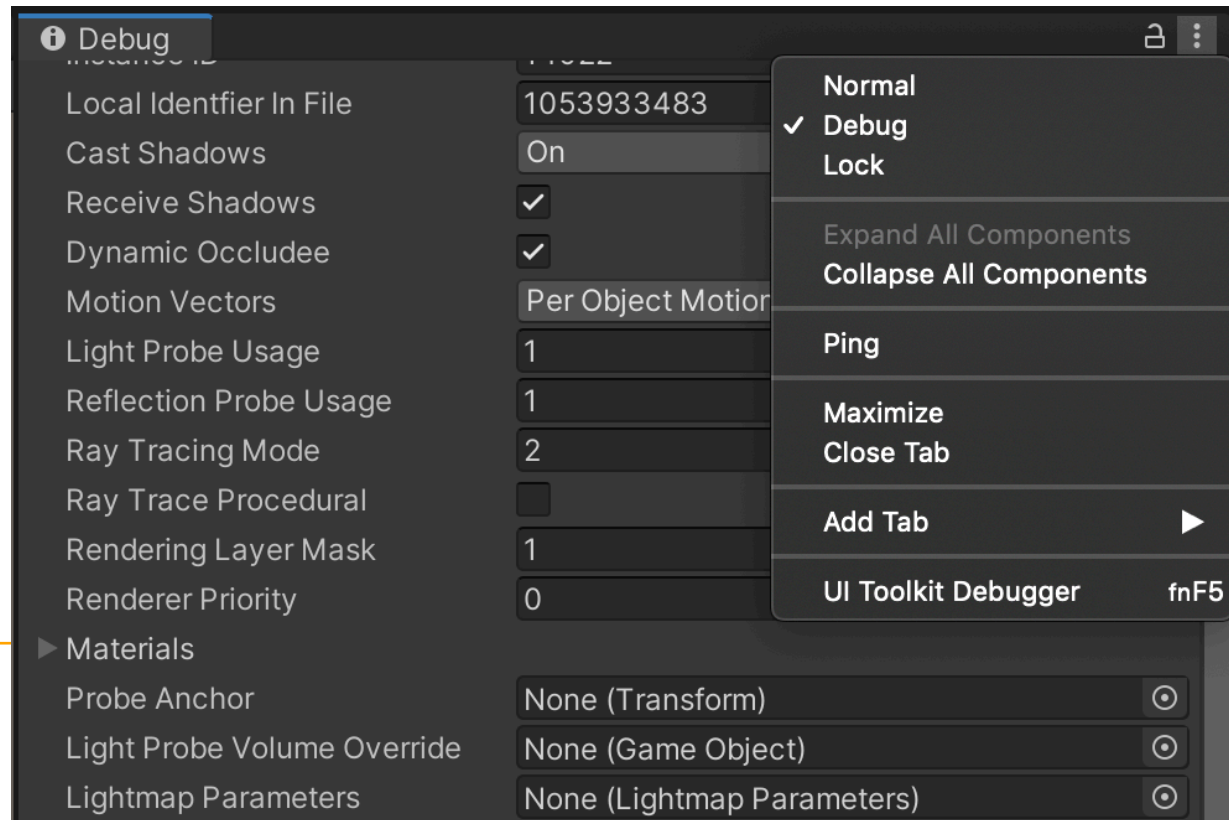 Debug
Local Identfier In File 1053933483
Cast Shadows On
Receive Shadows
Dynamic Occludee
Motion Vectors Per Object Motion
Light Probe Usage 1
Reflection Probe Usage 1
Ray Tracing Mode 2
Ray Trace Procedural
Rendering Layer Mask 1
Renderer Priority 0
Materials
Probe Anchor None (Transform)
Light Probe Volume Override None (Game Object)
Lightmap Parameters None (Lightmap Parameters)
Normal
Debug
Lock
Expand All Components
Collapse All Components
Ping
Maximize
Close Tab
Add Tab
UI Toolkit Debugger fnF5